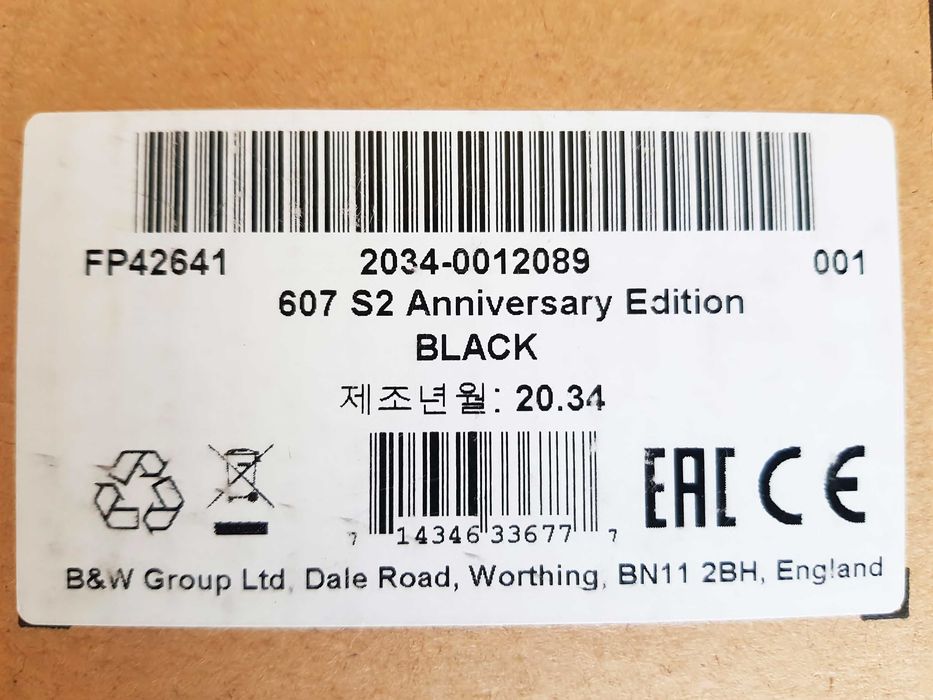 FP42641 2034-0012089 001
607 S2 Anniversary Edition
BLACK
제조년월: 20.34
EAC CE
7 14346 33677 7
B&W Group Ltd, Dale Road, Worthing, BN11 2BH, England